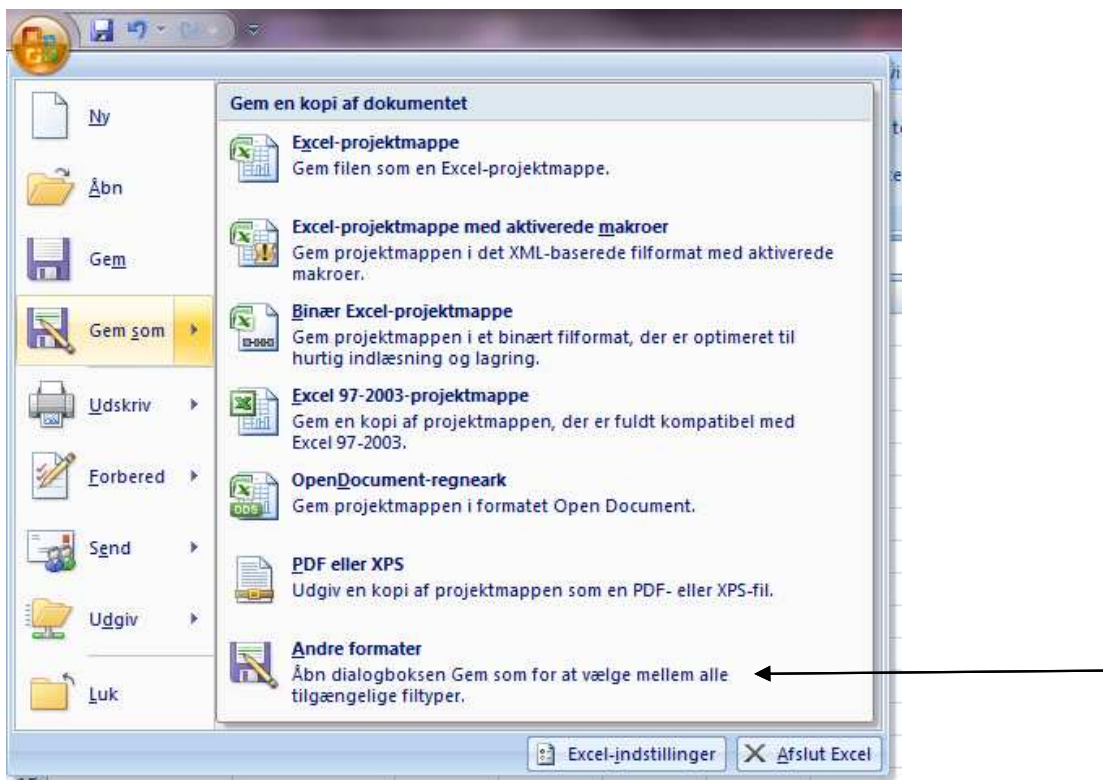 Ny
Åbn
Gem
Gem som
Udskriv
Forbered
Send
Udgiv
Luk
Gem en kopi af dokumentet
Excel-projektmappe
Gem filen som en Excel-projektmappe.
Excel-projektmappe med aktiverede makroer
Gem projektmappen i det XML-baserede filformat med aktiverede
makroer.
Binær Excel-projektmappe
Gem projektmappen i et binært filformat, der er optimeret til
hurtig indlæsning og lagring.
Excel 97-2003-projektmappe
Gem en kopi af projektmappen, der er fuldt kompatibel med
Excel 97-2003.
OpenDocument-regneark
Gem projektmappen i formatet Open Document.
PDF eller XPS
Udgiv en kopi af projektmappen som en PDF- eller XPS-fil.
Andre formater
Åbn dialogboksen Gem som for at vælge mellem alle
tilgængelige filtyper.
Excel-indstillinger
Afslut Excel